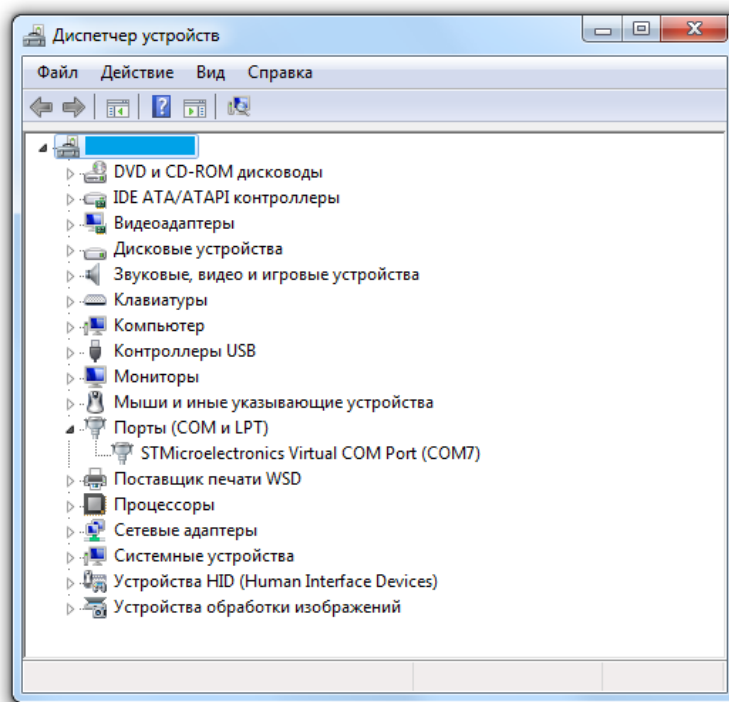 Диспетчер устройств
Файл Действие Вид Справка
DVD и CD-ROM дисководы
IDE ATA/ATAPI контроллеры
Видеоадаптеры
Дисковые устройства
Звуковые, видео и игровые устройства
Клавиатуры
Компьютер
Контроллеры USB
Мониторы
Мыши и иные указывающие устройства
Порты (COM и LPT)
STMicroelectronics Virtual COM Port (COM7)
Поставщик печати WSD
Процессоры
Сетевые адаптеры
Системные устройства
Устройства HID (Human Interface Devices)
Устройства обработки изображений